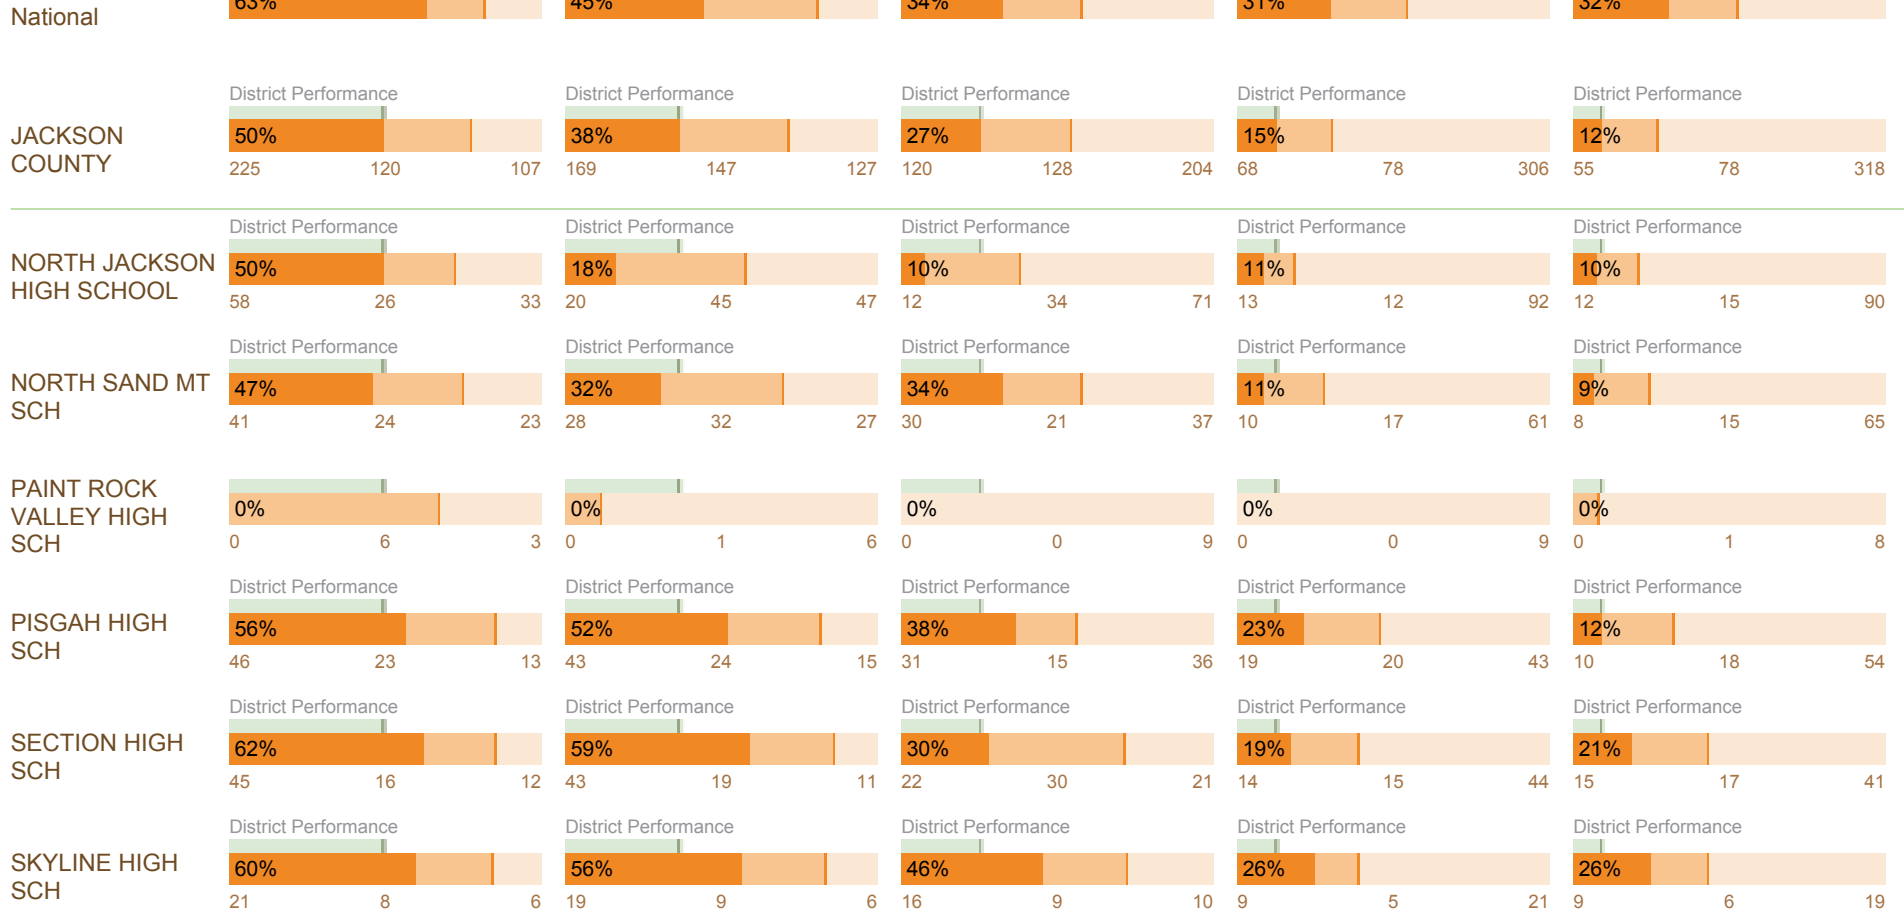 63% 45% 34% 31% 32%
National
District Performance District Performance District Performance District Performance District Performance
JACKSON
COUNTY
50% 38% 27% 15% 12%
225 120 107 169 147 127 120 128 204 68 78 306 55 78 318
District Performance District Performance District Performance District Performance District Performance
NORTH JACKSON
HIGH SCHOOL
50% 18% 10% 11% 10%
58 26 33 20 45 47 12 34 71 13 12 92 12 15 90
District Performance District Performance District Performance District Performance District Performance
NORTH SAND MT
SCH
47% 32% 34% 11% 9%
41 24 23 28 32 27 30 21 37 10 17 61 8 15 65
PAINT ROCK
VALLEY HIGH
SCH
0% 0% 0% 0% 0%
0 6 3 0 1 6 0 0 9 0 0 9 0 1 8
District Performance District Performance District Performance District Performance District Performance
PISGAH HIGH
SCH
56% 52% 38% 23% 12%
46 23 13 43 24 15 31 15 36 19 20 43 10 18 54
District Performance District Performance District Performance District Performance District Performance
SECTION HIGH
SCH
62% 59% 30% 19% 21%
45 16 12 43 19 11 22 30 21 14 15 44 15 17 41
District Performance District Performance District Performance District Performance District Performance
SKYLINE HIGH
SCH
60% 56% 46% 26% 26%
21 8 6 19 9 6 16 9 10 9 5 21 9 6 19